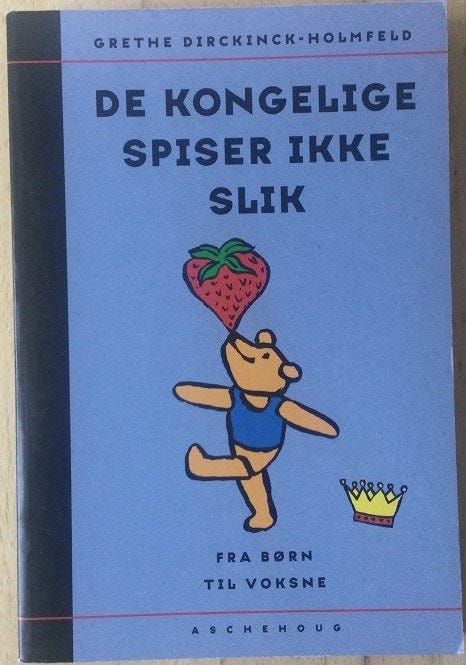 GRETHE DIRCKINCK-HOLMFELD
DE KONGELIGE
SPISER IKKE
SLIK
FRA BØRN
TIL VOKSNE
ASCHEHOUG